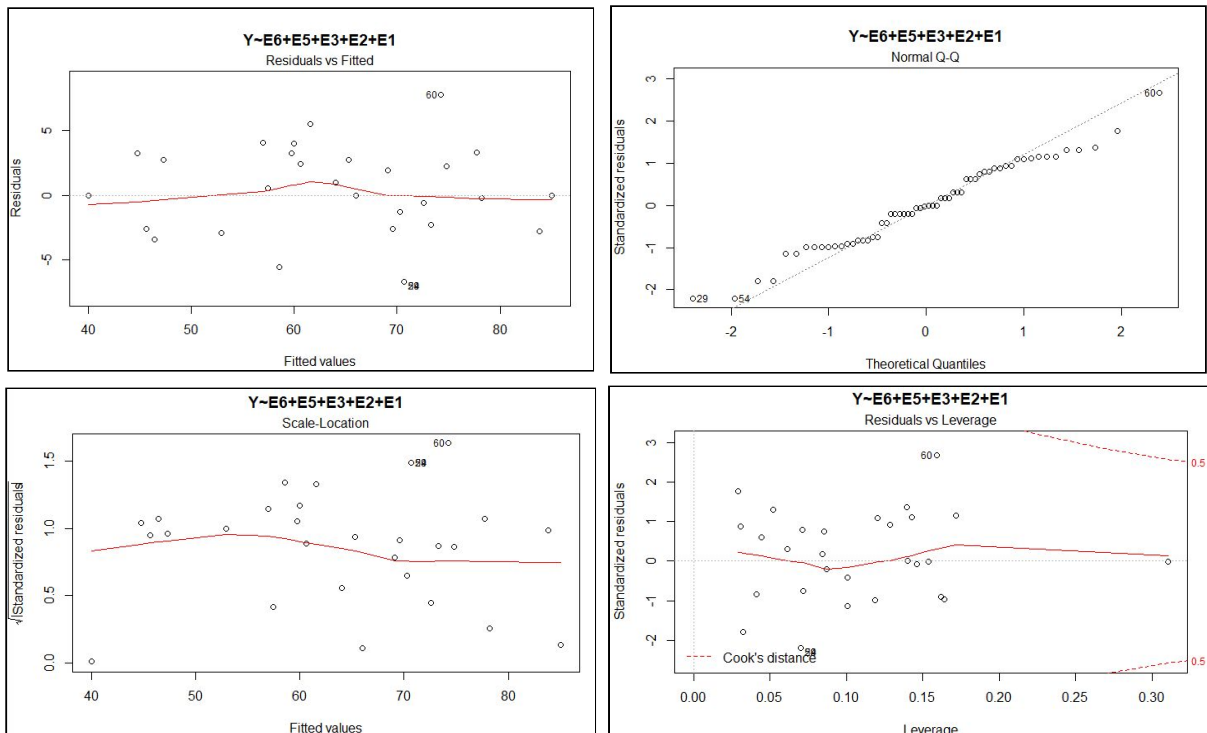 Y~E6+E5+E3+E2+E1
Residuals vs Fitted
Residuals
5
0
-5
60
40
50
60
70
80
Fitted values
Y~E6+E5+E3+E2+E1
Normal Q-Q
Standardized residuals
3
2
1
0
-1
-2
60
29
54
-2
-1
0
1
2
Theoretical Quantiles
Y~E6+E5+E3+E2+E1
Scale-Location
√|Standardized residuals
1.5
1.0
0.5
0.0
60
40
50
60
70
80
Fitted values
Y~E6+E5+E3+E2+E1
Residuals vs Leverage
Standardized residuals
3
2
1
0
-1
-2
60
0.5
0.5
Cook's distance
0.00
0.05
0.10
0.15
0.20
0.25
0.30
Leverage